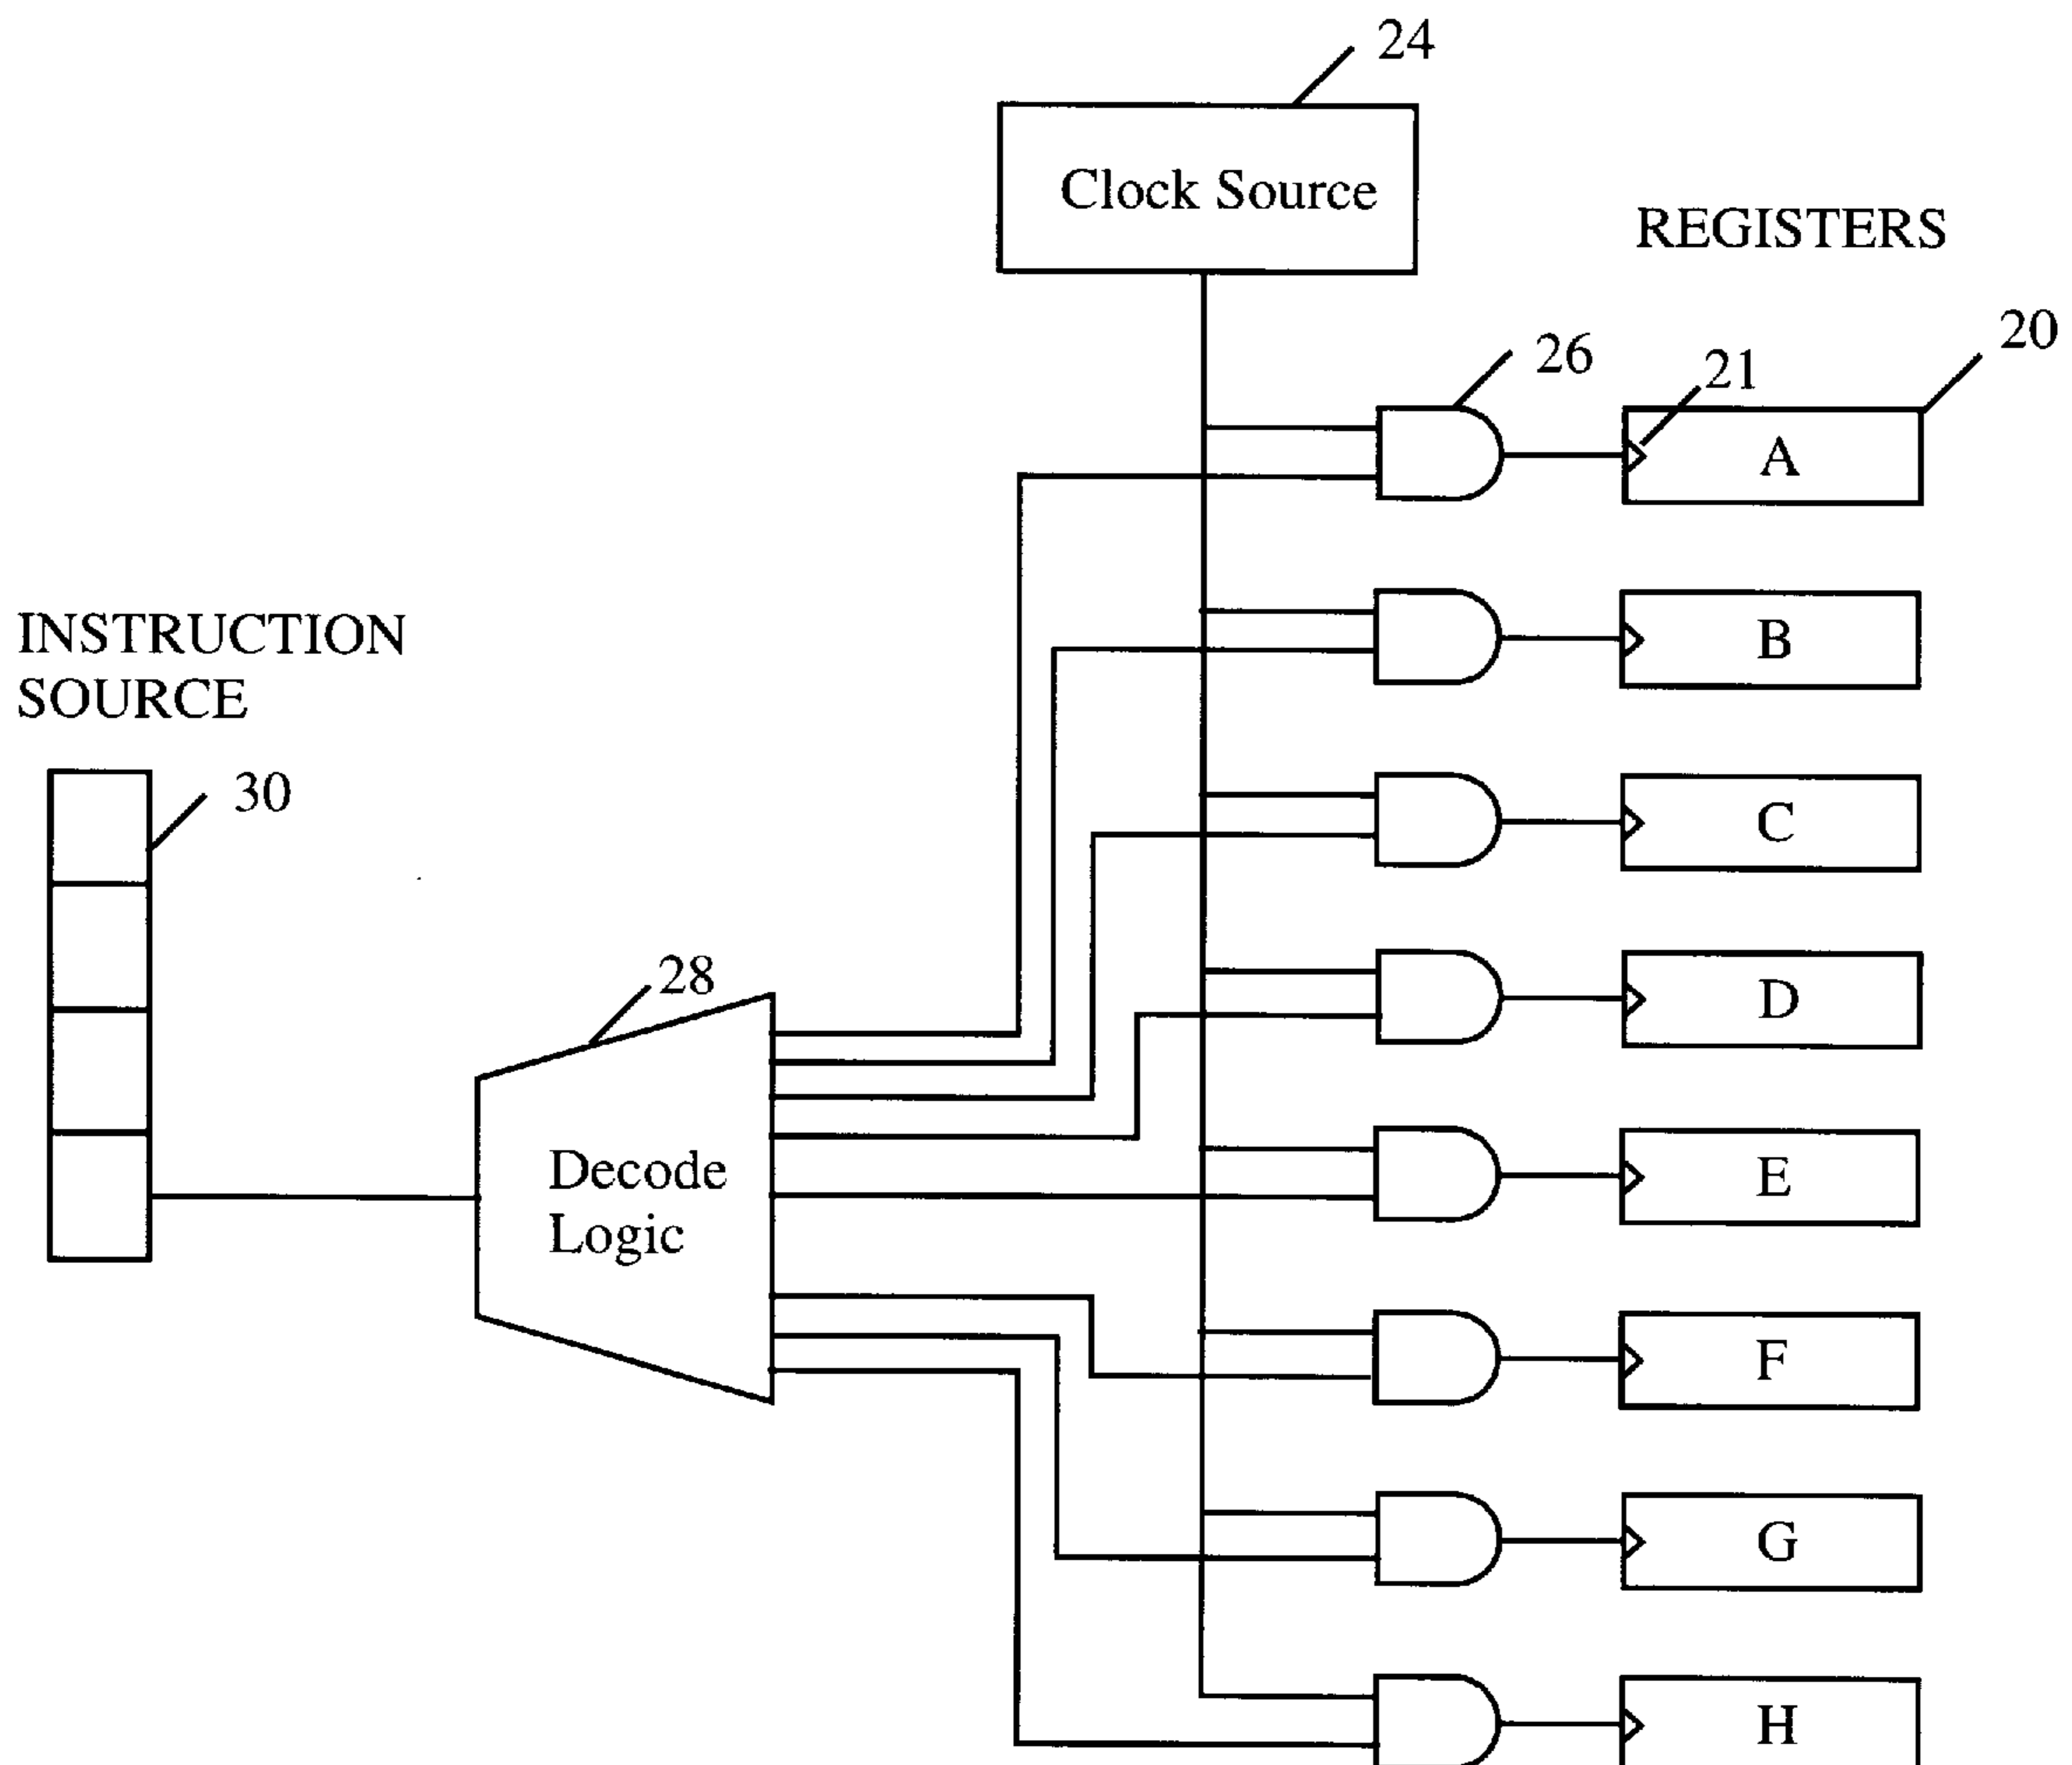 24
Clock Source
REGISTERS
20
26
21
A
B
INSTRUCTION
SOURCE
30
C
28
D
Decode
Logic
E
F
G
H